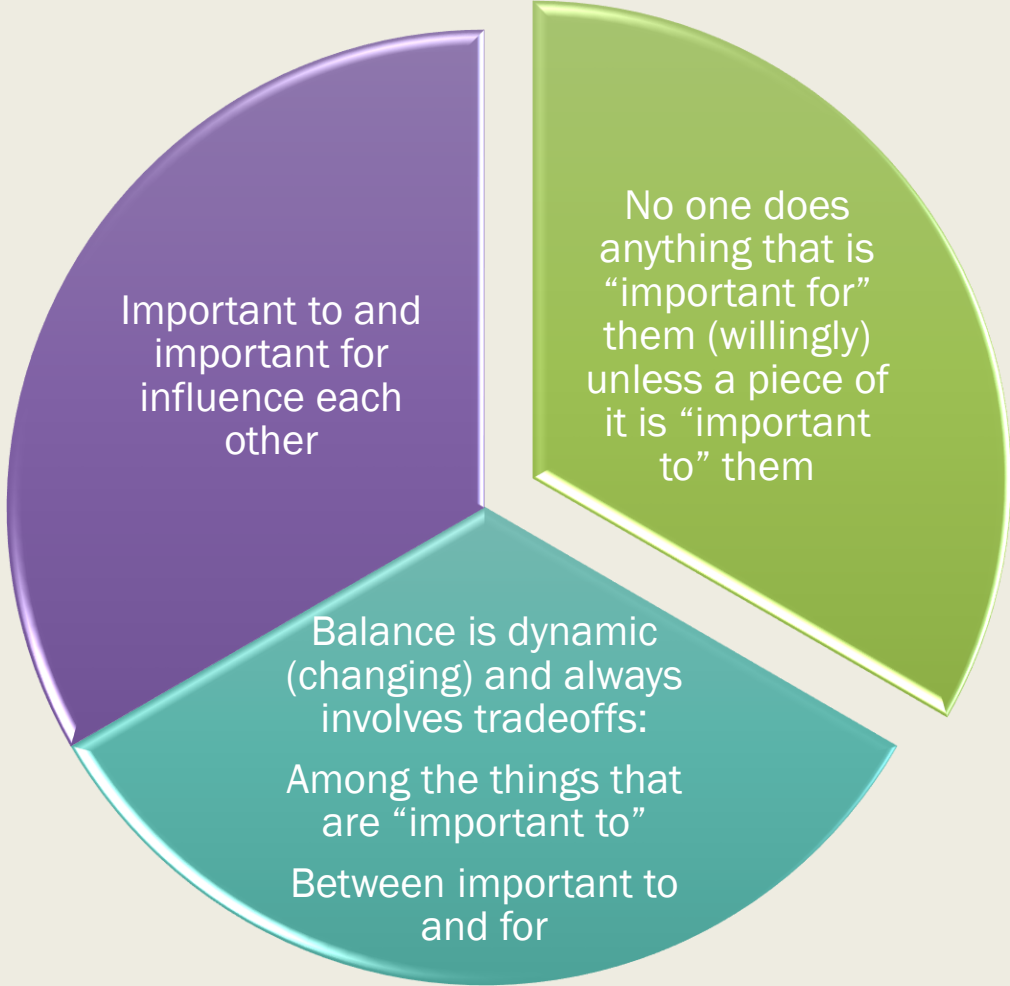 Important to and
important for
influence each
other
No one does
anything that is
“important for”
them (willingly)
unless a piece of
it is “important
to” them
Balance is dynamic
(changing) and always
involves tradeoffs:
Among the things that
are “important to”
Between important to
and for